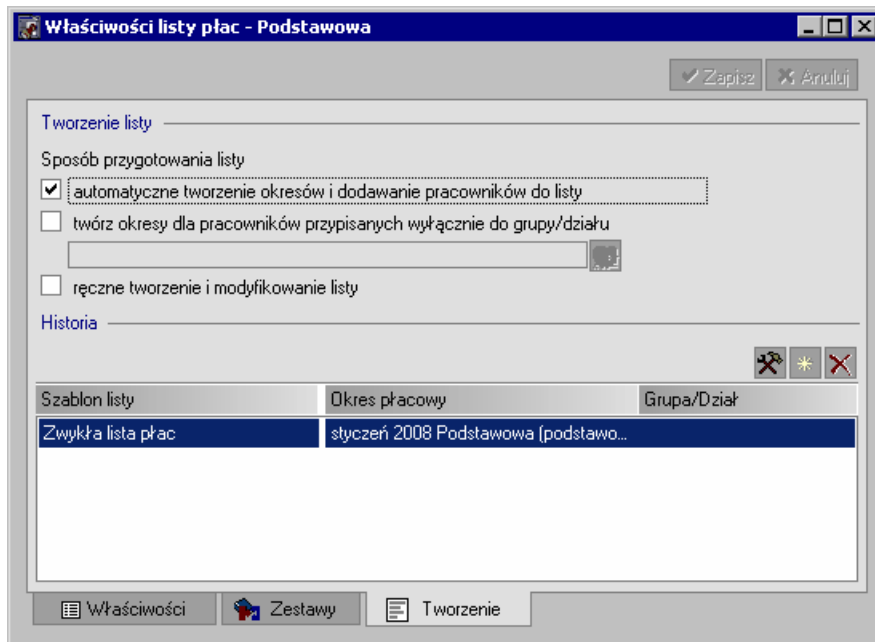 Właściwości listy płac - Podstawowa
Zapisz Anuluj
Tworzenie listy
Sposób przygotowania listy
automatyczne tworzenie okresów i dodawanie pracowników do listy
twórz okresy dla pracowników przypisanych wyłącznie do grupy/działu
ręczne tworzenie i modyfikowanie listy
Historia
Szablon listy Okres płacowy Grupa/Dział
Zwykła lista płac styczeń 2008 Podstawowa (podstawo...
Właściwości Zestawy Tworzenie